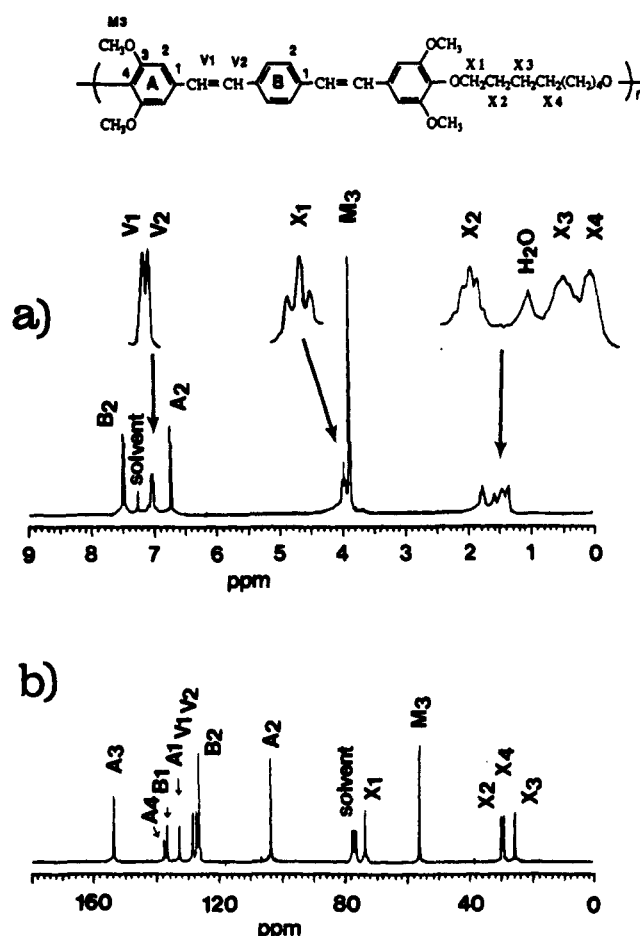 M3
CH₃O 3 2 V1 V2 2 OCH₃ X1 X3
4 A 1 CH=CH B 1 CH=CH OCH₂CH₂CH₂CH₂(CH₂)₄O n
CH₃O OCH₃ X2 X4
a)
V1 V2 X1 M3 X2 H₂O X3 X4
B2 solvent A2
9 8 7 6 5 4 3 2 1 0
ppm
b)
A3 A4 B1 A1 V1 V2 B2 A2 solvent X1 M3 X2 X4 X3
160 120 80 40 0
ppm